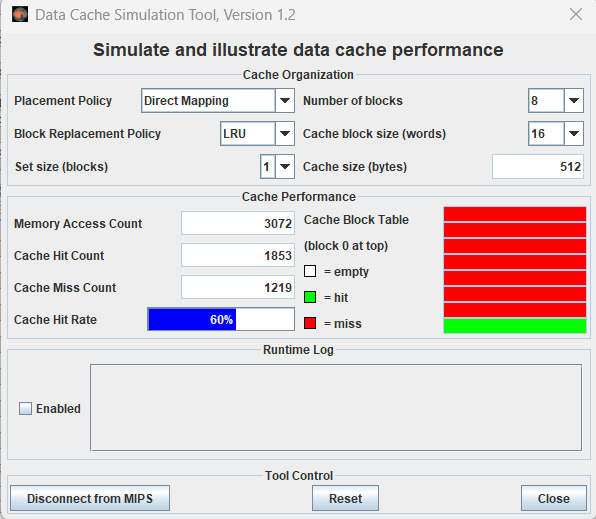 Data Cache Simulation Tool, Version 1.2
Simulate and illustrate data cache performance
Cache Organization
Placement Policy Direct Mapping Number of blocks 8
Block Replacement Policy LRU Cache block size (words) 16
Set size (blocks) 1 Cache size (bytes) 512
Cache Performance
Memory Access Count 3072 Cache Block Table
Cache Hit Count 1853 (block 0 at top)
= empty
Cache Miss Count 1219 = hit
Cache Hit Rate 60% = miss
Runtime Log
Enabled
Tool Control
Disconnect from MIPS Reset Close